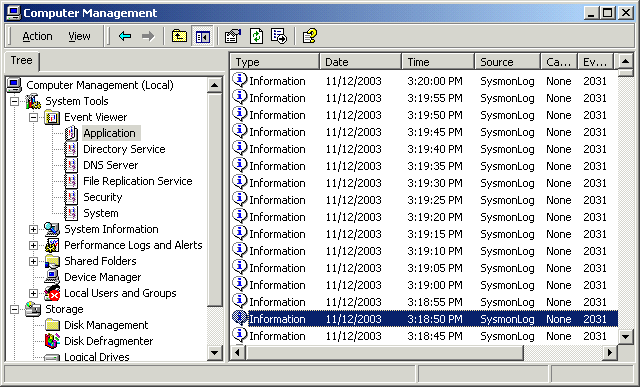 Computer Management
Action View
Tree
Computer Management (Local)
System Tools
Event Viewer
Application
Directory Service
DNS Server
File Replication Service
Security
System
System Information
Performance Logs and Alerts
Shared Folders
Device Manager
Local Users and Groups
Storage
Disk Management
Disk Defragmenter
Logical Drives
Type Date Time Source Ca... Ev...
Information 11/12/2003 3:20:00 PM SysmonLog None 2031
Information 11/12/2003 3:19:55 PM SysmonLog None 2031
Information 11/12/2003 3:19:50 PM SysmonLog None 2031
Information 11/12/2003 3:19:45 PM SysmonLog None 2031
Information 11/12/2003 3:19:40 PM SysmonLog None 2031
Information 11/12/2003 3:19:35 PM SysmonLog None 2031
Information 11/12/2003 3:19:30 PM SysmonLog None 2031
Information 11/12/2003 3:19:25 PM SysmonLog None 2031
Information 11/12/2003 3:19:20 PM SysmonLog None 2031
Information 11/12/2003 3:19:15 PM SysmonLog None 2031
Information 11/12/2003 3:19:10 PM SysmonLog None 2031
Information 11/12/2003 3:19:05 PM SysmonLog None 2031
Information 11/12/2003 3:19:00 PM SysmonLog None 2031
Information 11/12/2003 3:18:55 PM SysmonLog None 2031
Information 11/12/2003 3:18:50 PM SysmonLog None 2031
Information 11/12/2003 3:18:45 PM SysmonLog None 2031